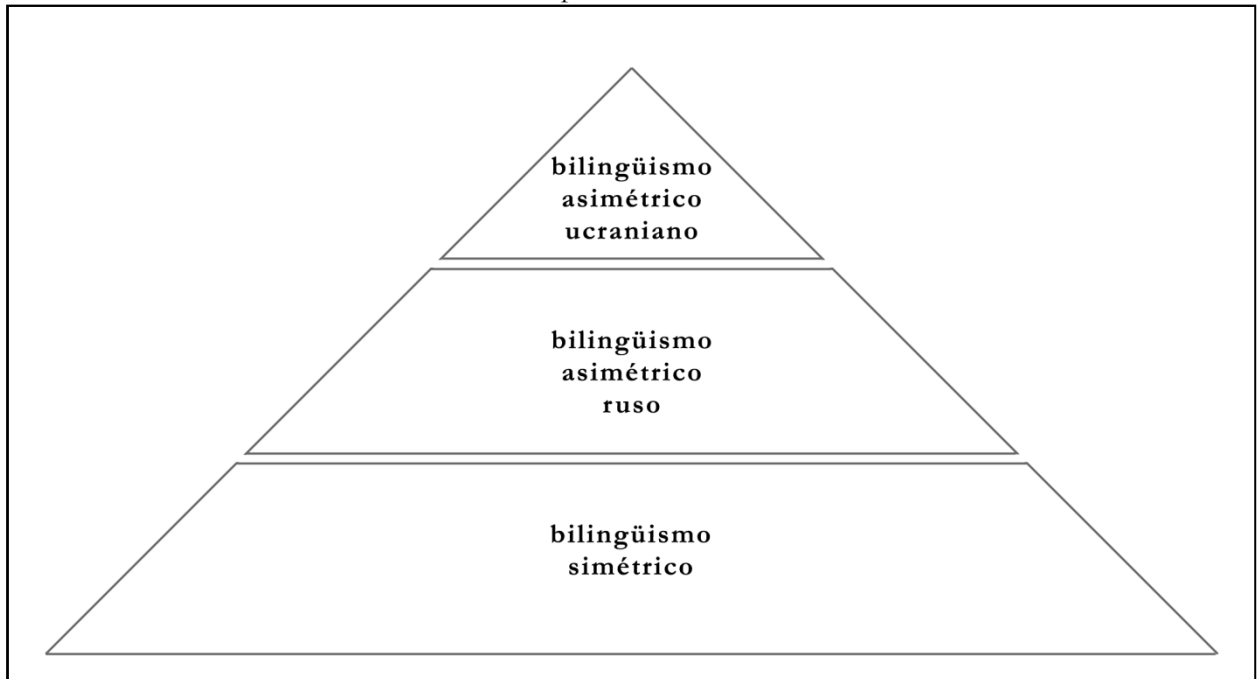 bilingüismo
asimétrico
ucraniano
bilingüismo
asimétrico
ruso
bilingüismo
simétrico